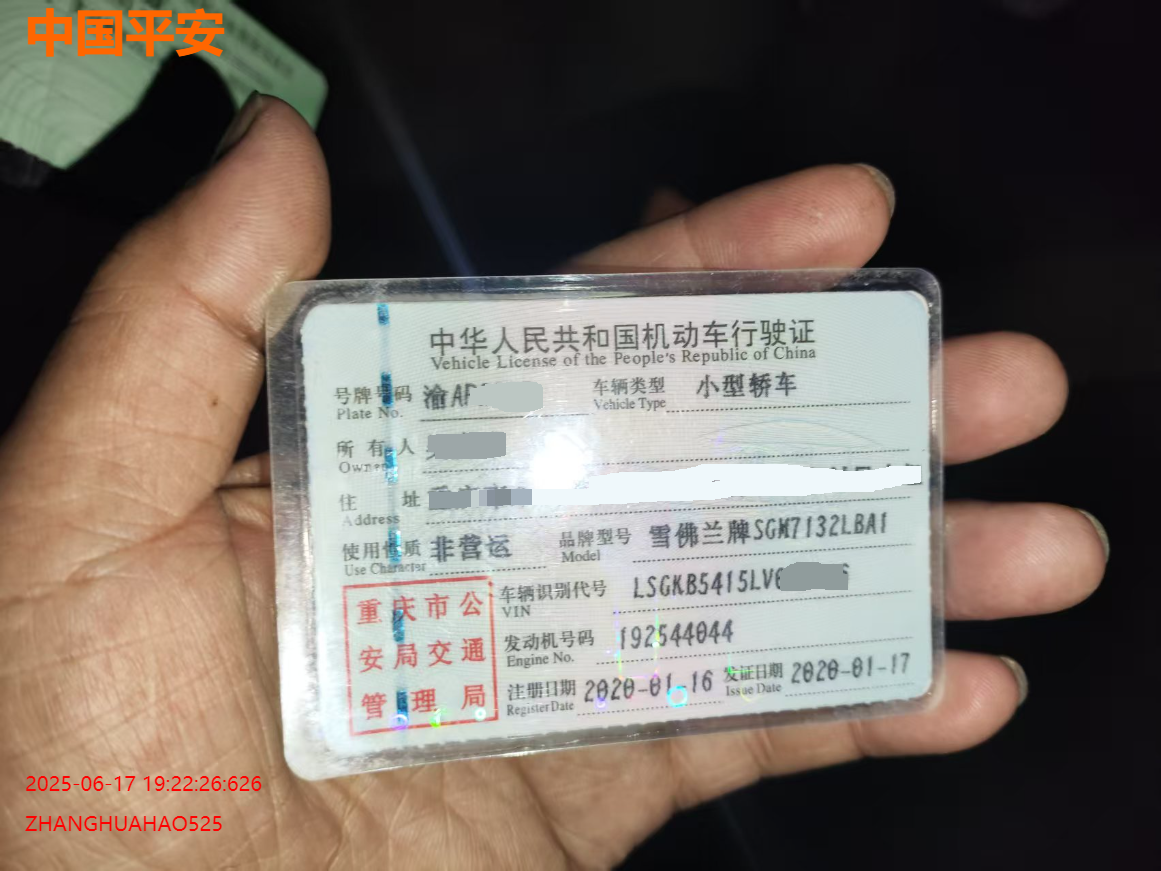 中国平安
中华人民共和国机动车行驶证
Vehicle License of the People's Republic of China
号牌号码 渝AF 车辆类型 小型轿车
Plate No. Vehicle Type
所有人
Owner
住址
Address
使用性质 非营运 品牌型号 雪佛兰牌SGM7132LBA1
Use Character Model
重庆市公
安局交通
管理局
车辆识别代号 LSGKB5415LV
VIN
发动机号码 192544044
Engine No.
注册日期 2020-01-16 发证日期 2020-01-17
Register Date Issue Date
2025-06-17 19:22:26:626
ZHANGHUAHAO525